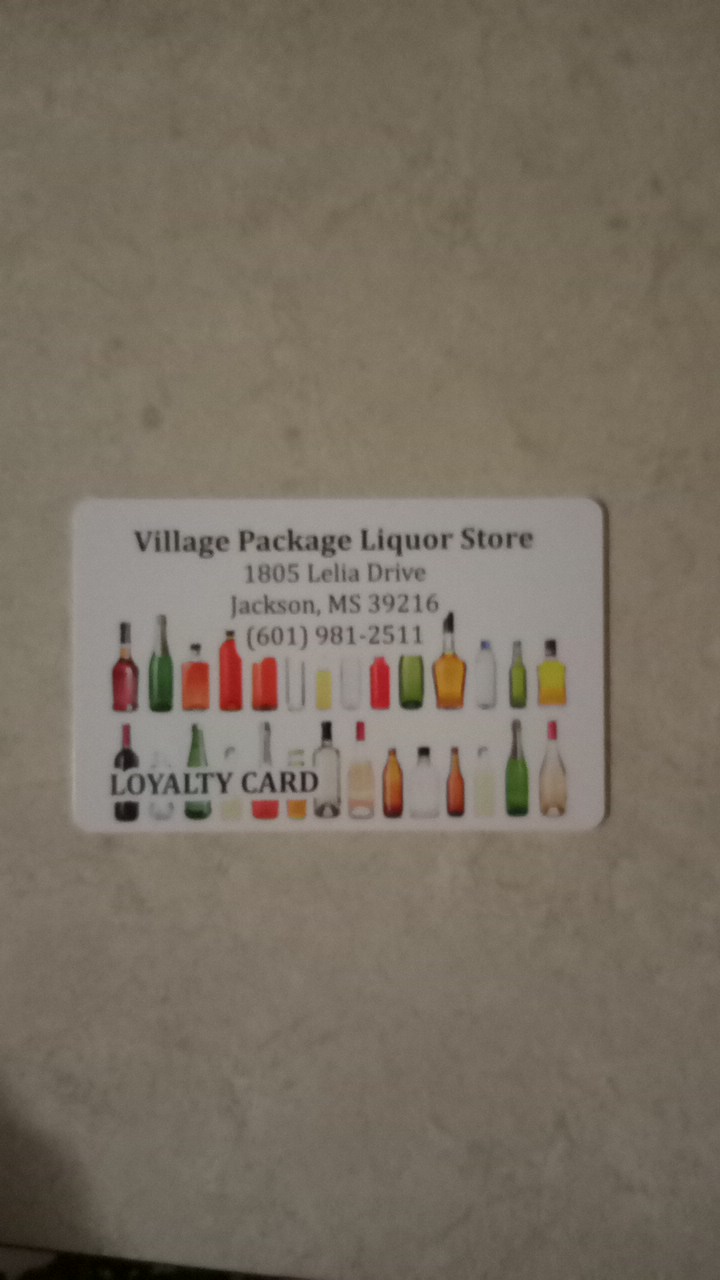 Village Package Liquor Store
1805 Lelia Drive
Jackson, MS 39216
(601) 981-2511
LOYALTY CARD